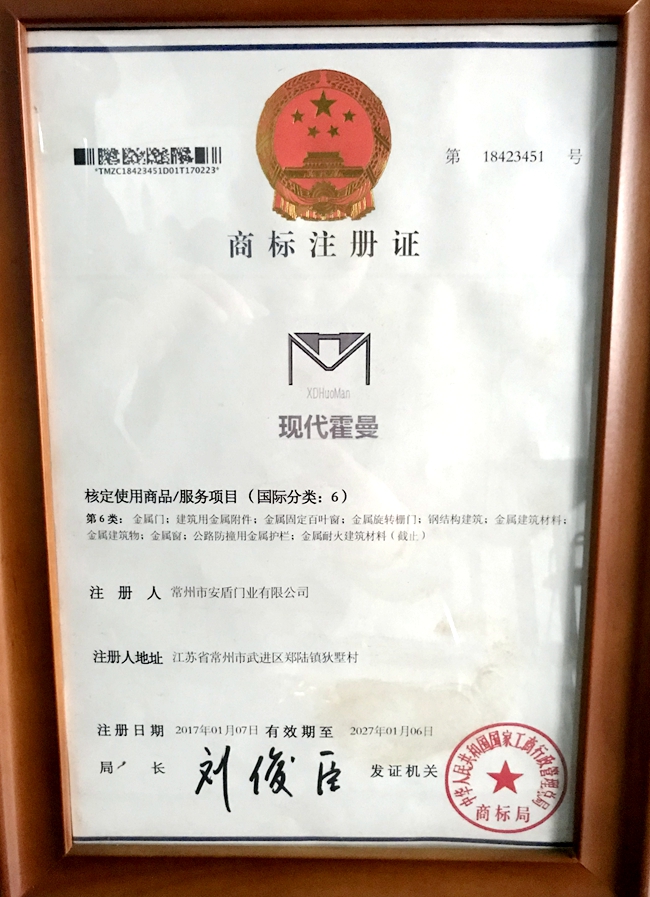 *TMZC18423451D01T170223*
第 18423451 号
商标注册证
XDHuoMan
现代霍曼
核定使用商品/服务项目（国际分类：6）
第6类：金属门；建筑用金属附件；金属固定百叶窗；金属旋转栅门；钢结构建筑；金属建筑材料；
金属建筑物；金属窗；公路防撞用金属护栏；金属耐火建筑材料（截止）
注册人 常州市安盾门业有限公司
注册人地址 江苏省常州市武进区郑陆镇狄墅村
注册日期 2017年01月07日 有效期至 2027年01月06日
局长 刘俊臣 发证机关
中华人民共和国国家工商行政管理总局
商标局